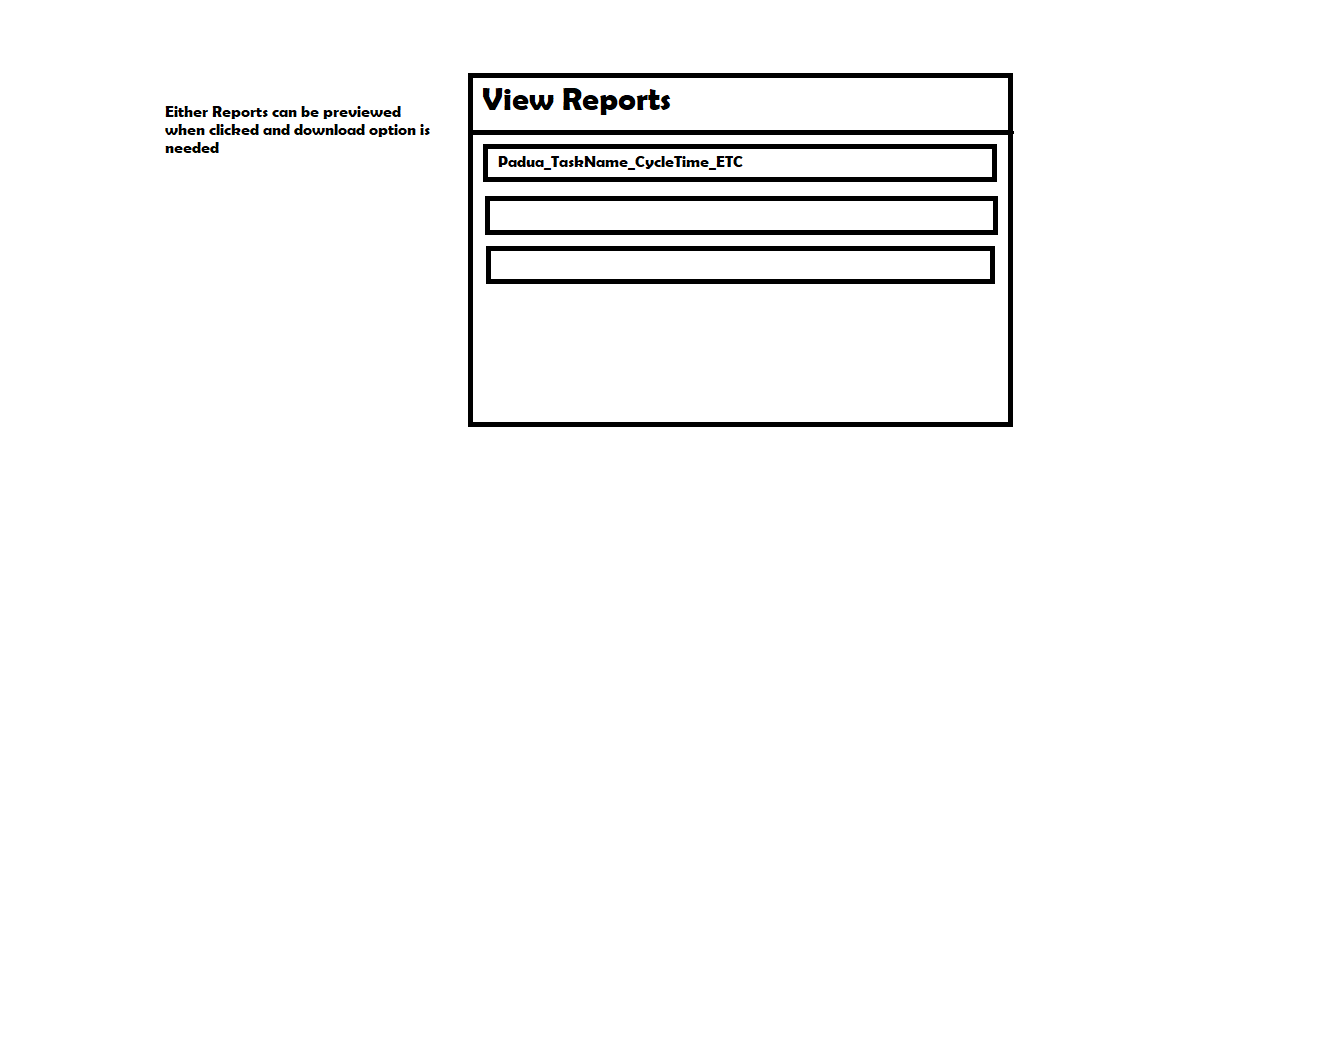 Either Reports can be previewed
when clicked and download option is
needed
View Reports
Padua_TaskName_CycleTime_ETC